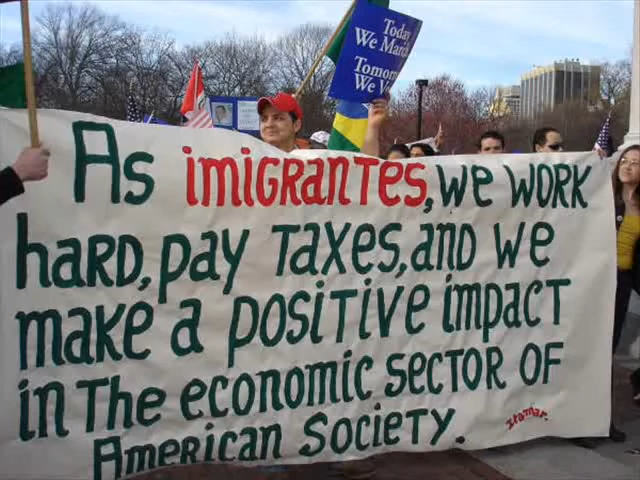 Today
We March
Tomorrow
We V
As imigrantes, we work
hard, pay taxes, and we
make a positive impact
in the economic sector of
American Society.
Itamar